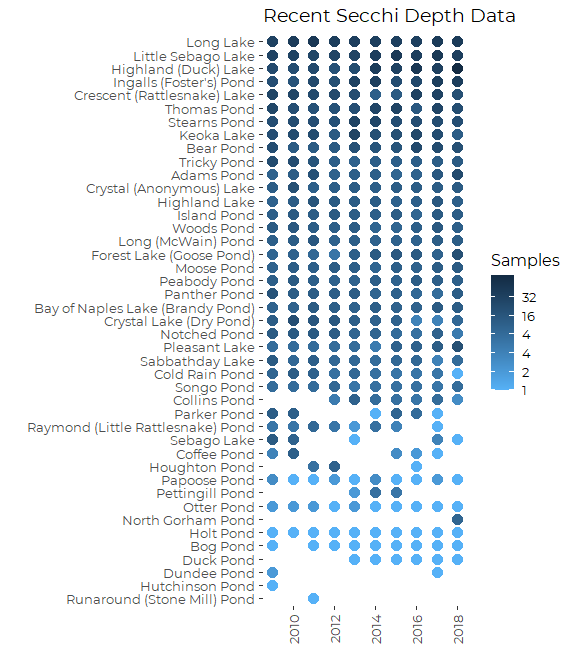 Recent Secchi Depth Data
Long Lake
Little Sebago Lake
Highland (Duck) Lake
Ingalls (Foster's) Pond
Crescent (Rattlesnake) Lake
Thomas Pond
Stearns Pond
Keoka Lake
Bear Pond
Tricky Pond
Adams Pond
Crystal (Anonymous) Lake
Highland Lake
Island Pond
Woods Pond
Long (McWain) Pond
Forest Lake (Goose Pond)
Moose Pond
Peabody Pond
Panther Pond
Bay of Naples Lake (Brandy Pond)
Crystal Lake (Dry Pond)
Notched Pond
Pleasant Lake
Sabbathday Lake
Cold Rain Pond
Songo Pond
Collins Pond
Parker Pond
Raymond (Little Rattlesnake) Pond
Sebago Lake
Coffee Pond
Houghton Pond
Papoose Pond
Pettingill Pond
Otter Pond
North Gorham Pond
Holt Pond
Bog Pond
Duck Pond
Dundee Pond
Hutchinson Pond
Runaround (Stone Mill) Pond
2010
2012
2014
2016
2018
Samples
32
16
4
4
2
1